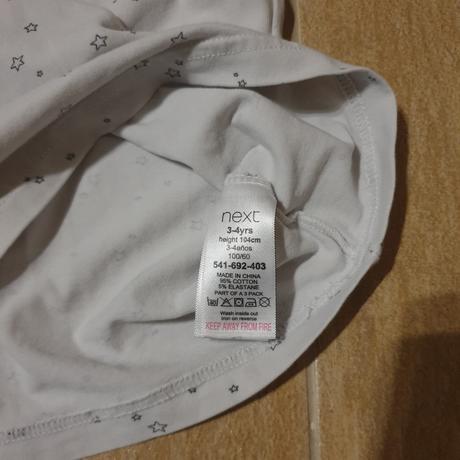 next
3-4yrs
height 104cm
3-4años
100/60
541-692-403
MADE IN CHINA
95% COTTON
5% ELASTANE
PART OF A 3 PACK
Wash inside out
iron on reverse
KEEP AWAY FROM FIRE